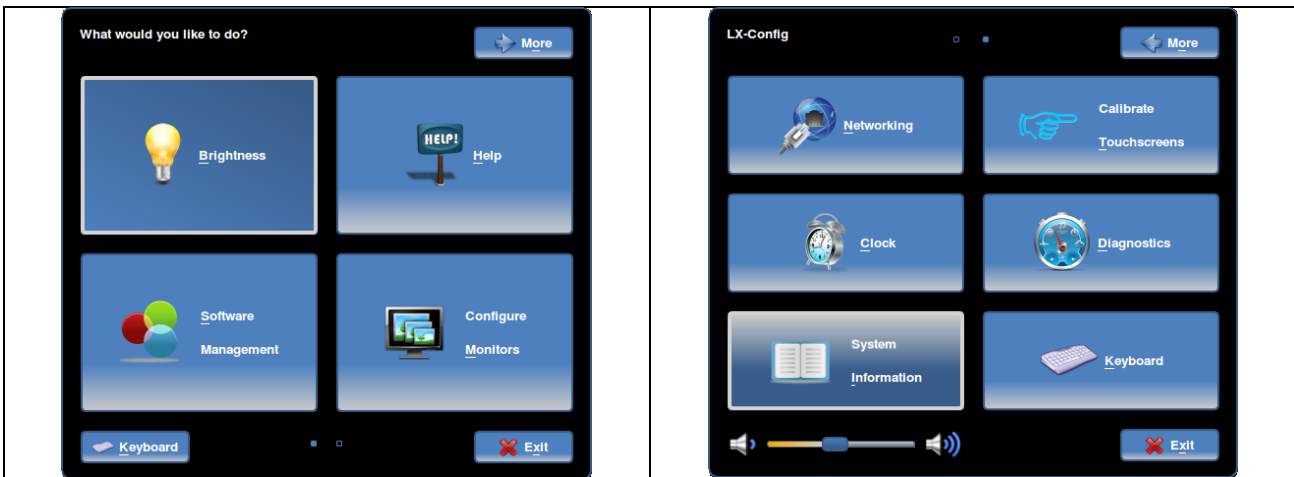 What would you like to do?
More
Brightness
HELP!
Help
Software
Management
Configure
Monitors
Keyboard
Exit
LX-Config
More
Networking
Calibrate
Touchscreens
Clock
Diagnostics
System
Information
Keyboard
Exit